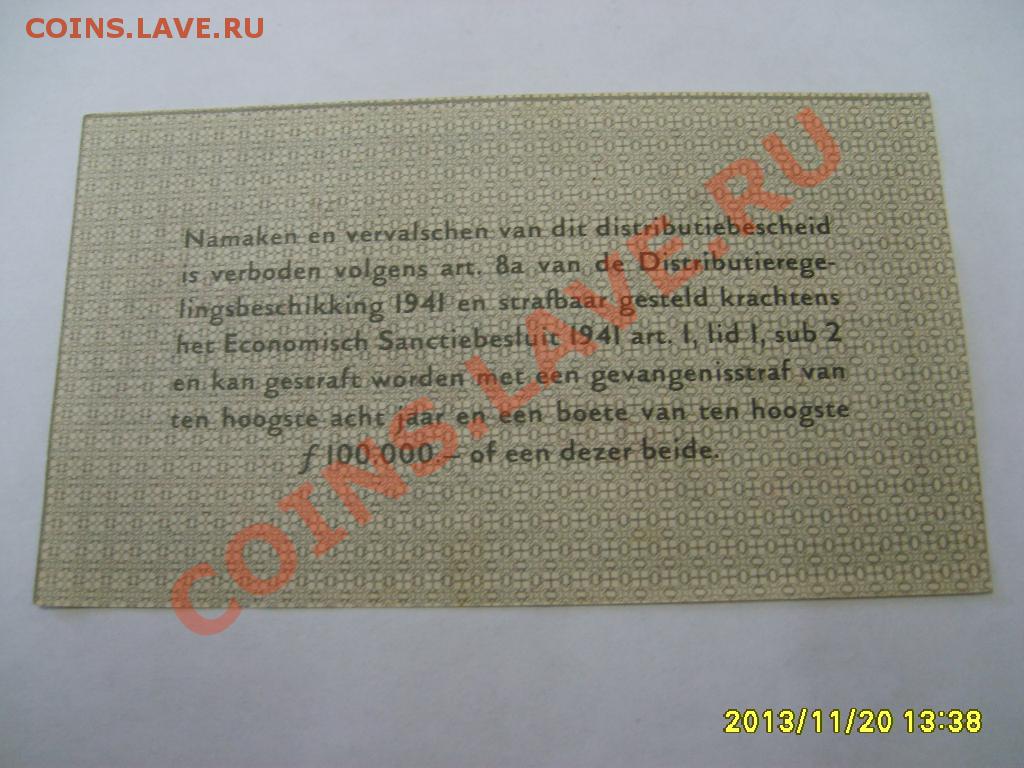 COINS.LAVE.RU
Namaken en vervalschen van dit distributiebescheid
is verboden volgens art. 8a van de Distributierege-
lingsbeschikking 1941 en strafbaar gesteld krachtens
het Economisch Sanctiebesluit 1941 art. 1, lid 1, sub 2
en kan gestraft worden met een gevangenisstraf van
ten hoogste acht jaar en een boete van ten hoogste
ƒ 100.000.— of een dezer beide.
COINS.LAVE.RU
2013/11/20 13:38